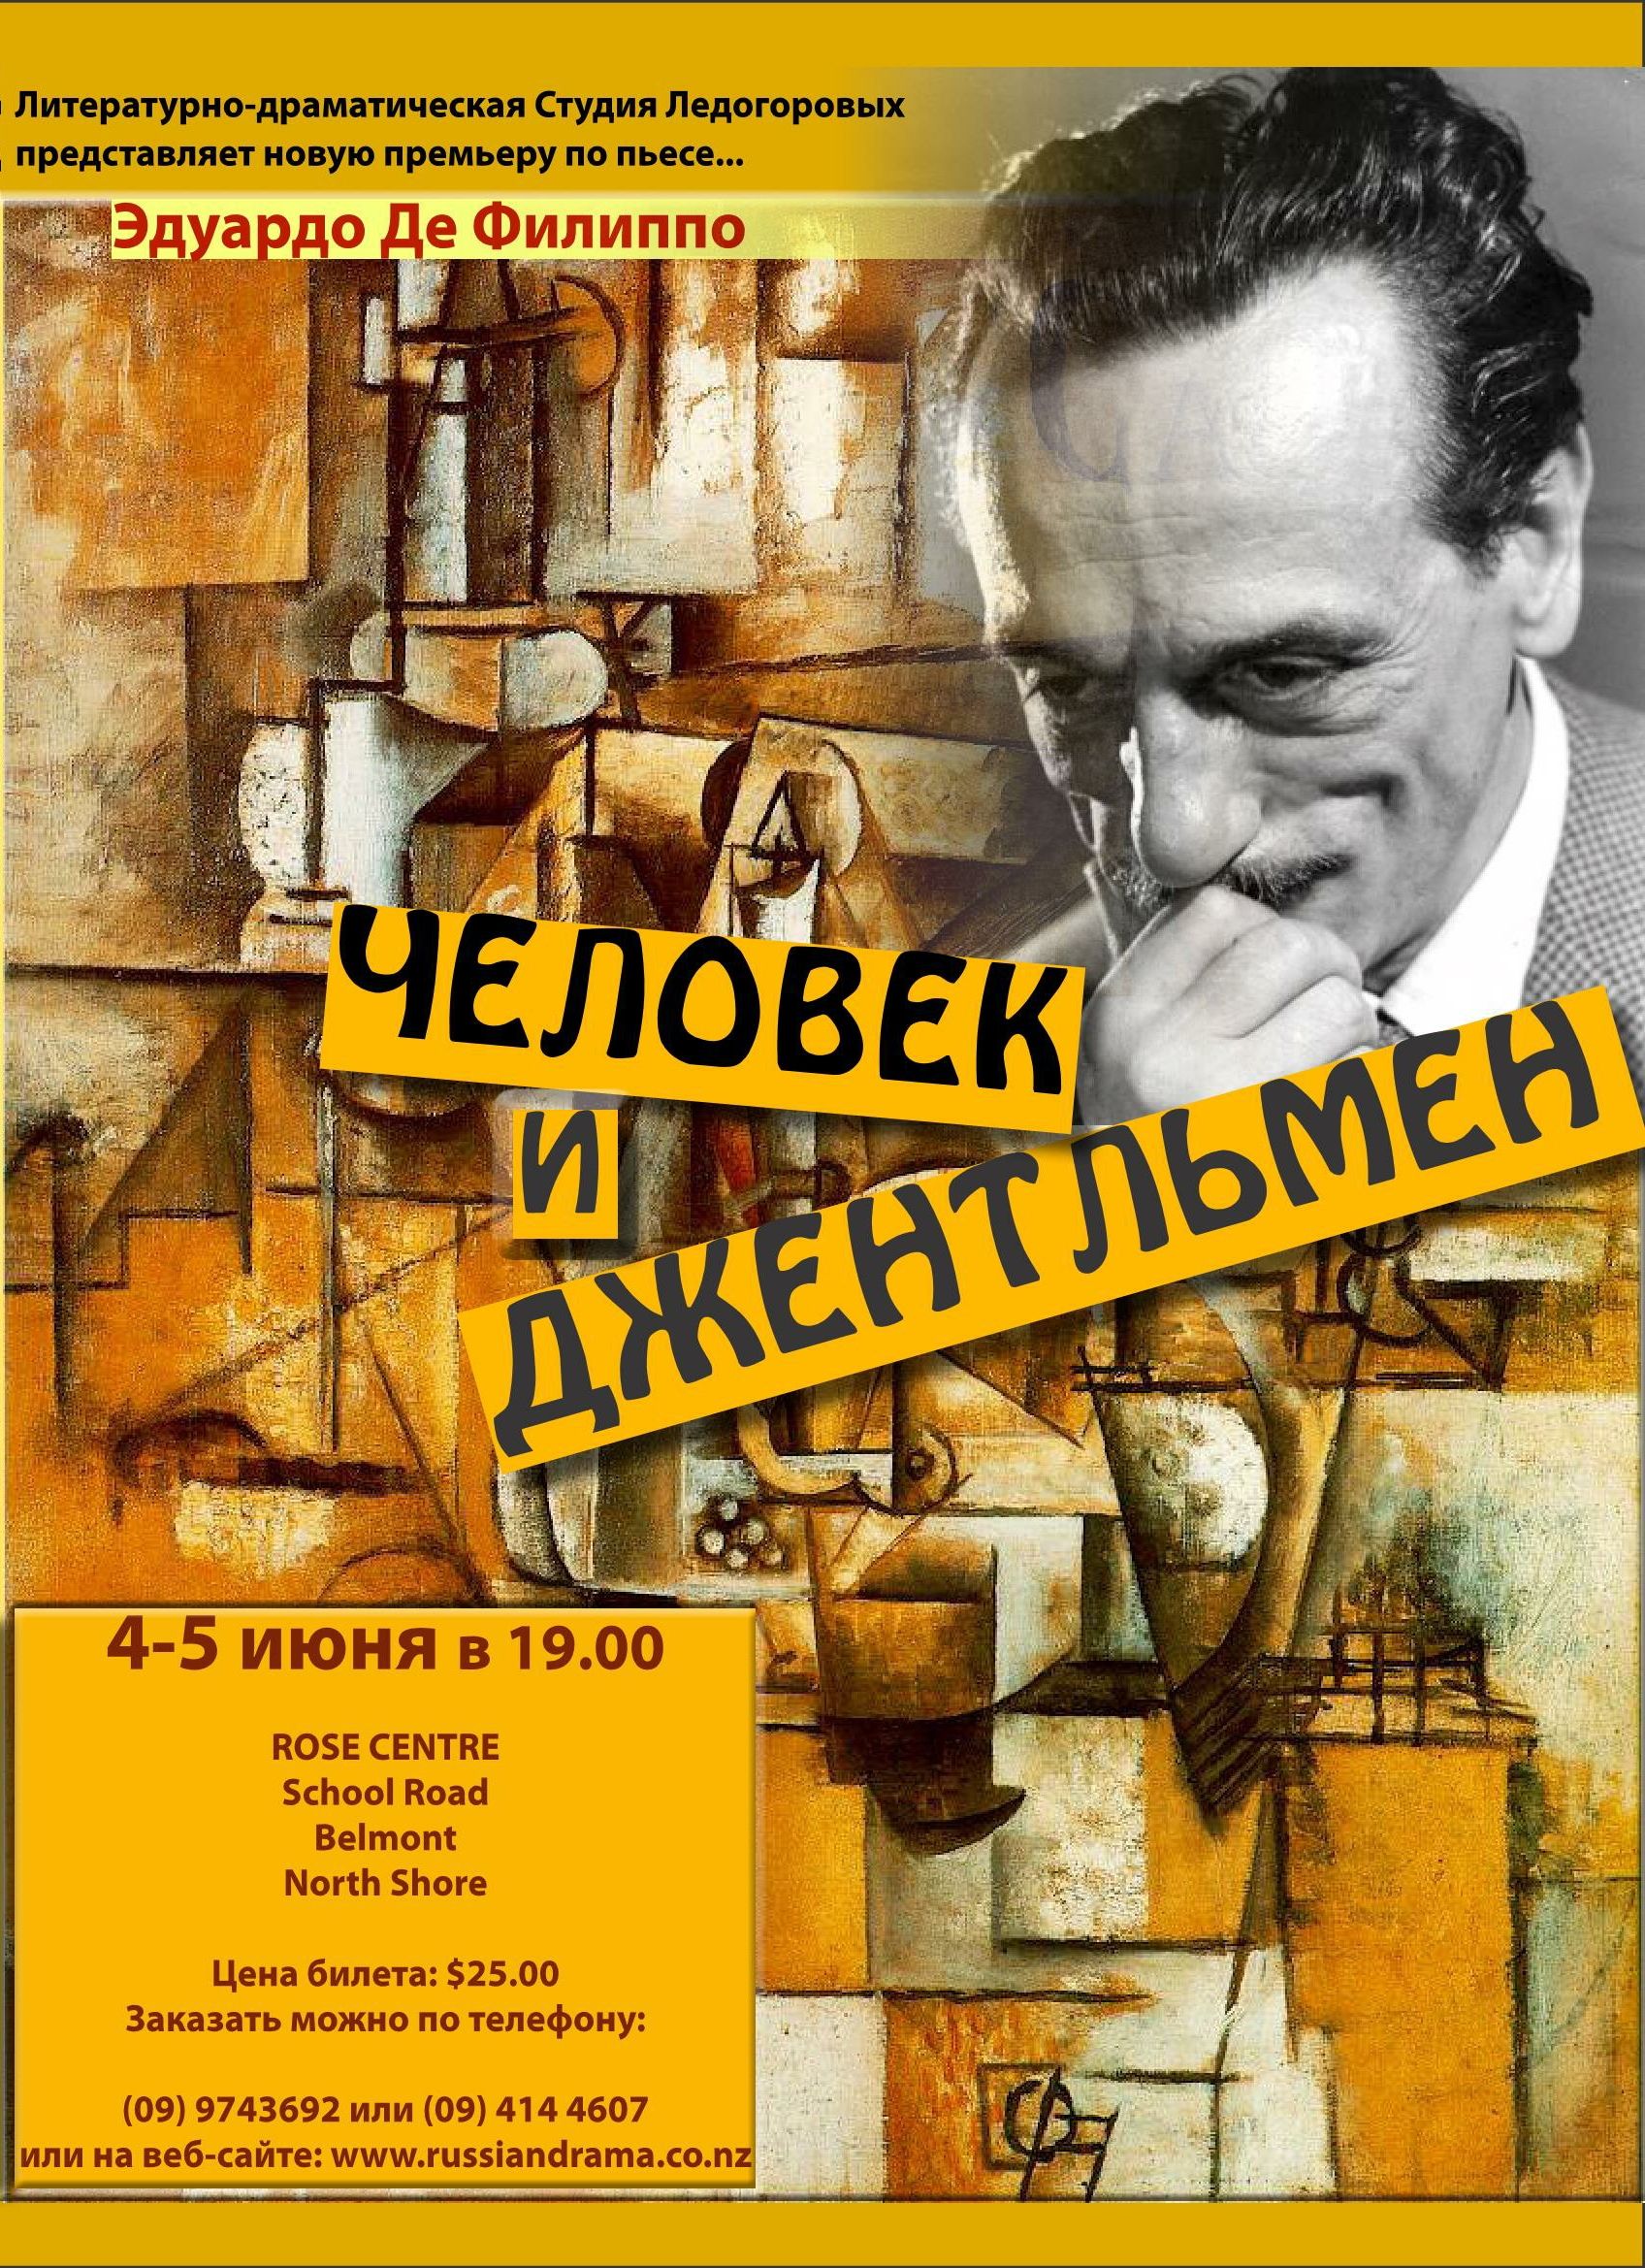 Литературно-драматическая Студия Ледогоровых
представляет новую премьеру по пьесе...
Эдуардо Де Филиппо
ЧЕЛОВЕК
И
ДЖЕНТЛЬМЕН
4-5 июня в 19.00
ROSE CENTRE
School Road
Belmont
North Shore
Цена билета: $25.00
Заказать можно по телефону:
(09) 9743692 или (09) 414 4607
или на веб-сайте: www.russiandrama.co.nz